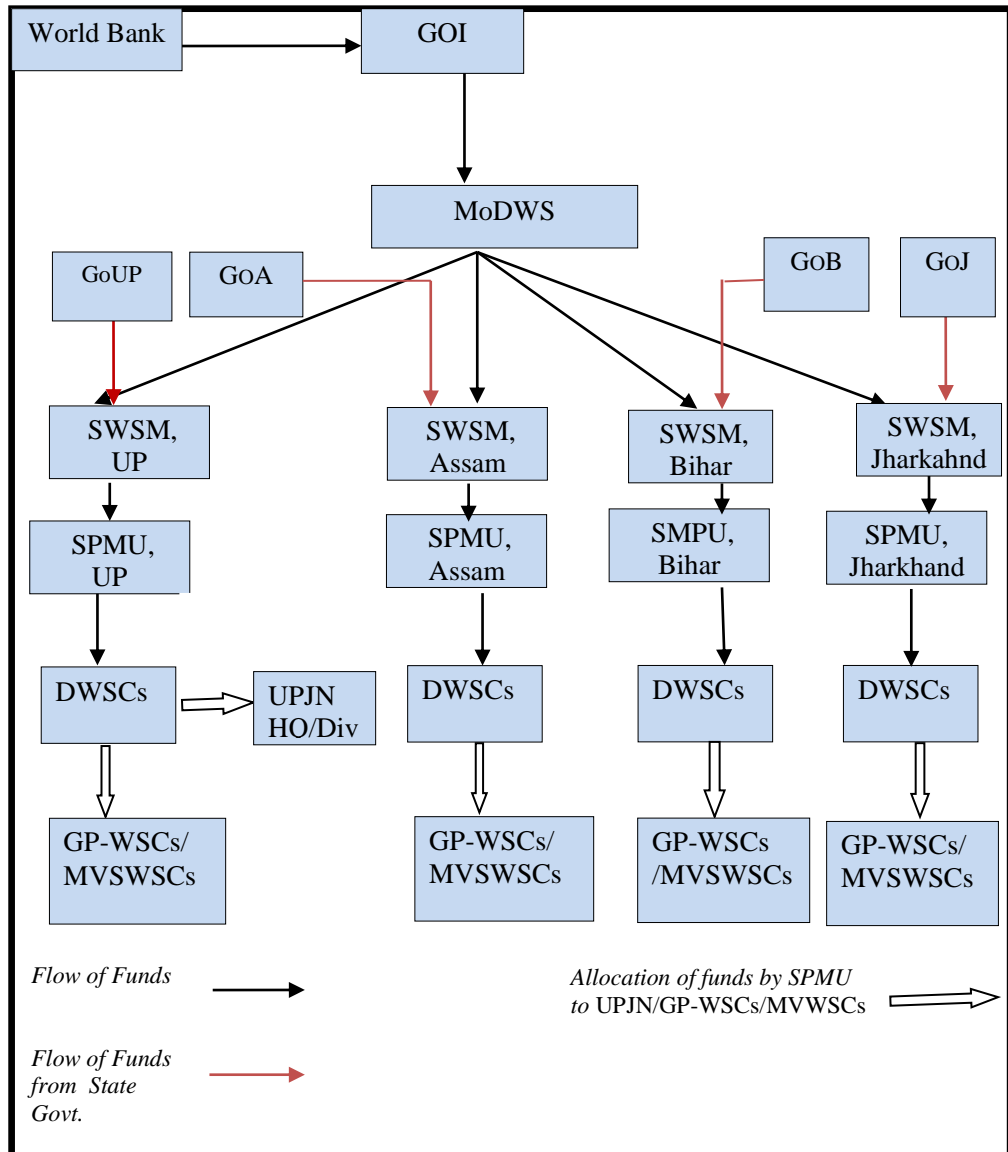 World Bank
GOI
MoDWS
GoUP
GoA
GoB
GoJ
SWSM,
UP
SWSM,
Assam
SWSM,
Bihar
SWSM,
Jharkahnd
SPMU,
UP
SPMU,
Assam
SMPU,
Bihar
SPMU,
Jharkhand
DWSCs
UPJN
HO/Div
DWSCs
DWSCs
DWSCs
GP-WSCs/
MVSWSCs
GP-WSCs/
MVSWSCs
GP-WSCs
/MVSWSCs
GP-WSCs/
MVSWSCs
Flow of Funds
Allocation of funds by SPMU
to UPJN/GP-WSCs/MVWSCs
Flow of Funds
from State
Govt.